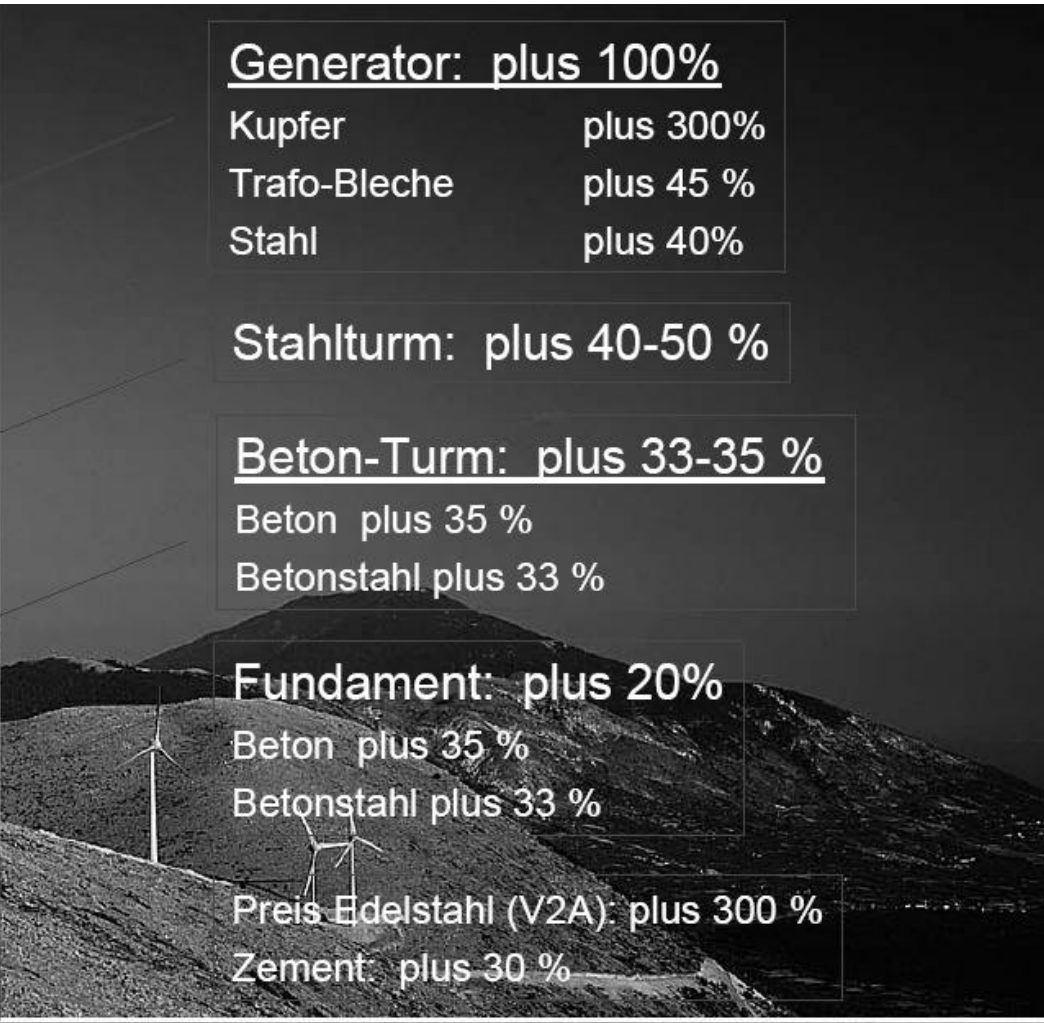 Generator: plus 100%
Kupfer plus 300%
Trafo-Bleche plus 45 %
Stahl plus 40%
Stahlturm: plus 40-50 %
Beton-Turm: plus 33-35 %
Beton plus 35 %
Betonstahl plus 33 %
Fundament: plus 20%
Beton plus 35 %
Betonstahl plus 33 %
Preis Edelstahl (V2A): plus 300 %
Zement: plus 30 %